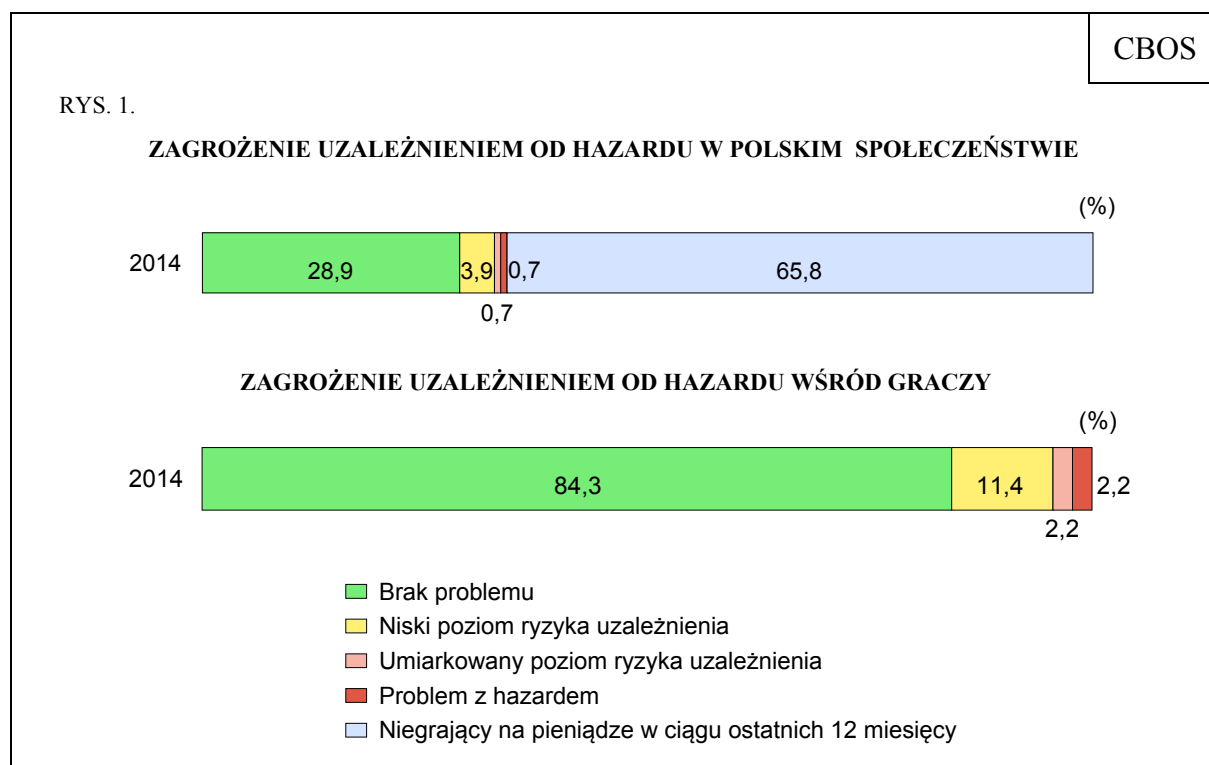 CBOS
RYS. 1.
ZAGROŻENIE UZALEŻNIENIEM OD HAZARDU W POLSKIM SPOŁECZEŃSTWIE
(%)
2014
28,9
3,9
0,7
65,8
0,7
ZAGROŻENIE UZALEŻNIENIEM OD HAZARDU WŚRÓD GRACZY
(%)
2014
84,3
11,4
2,2
2,2
Brak problemu
Niski poziom ryzyka uzależnienia
Umiarkowany poziom ryzyka uzależnienia
Problem z hazardem
Niegrający na pieniądze w ciągu ostatnich 12 miesięcy